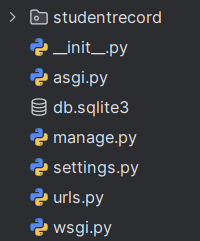 studentrecord
__init__.py
asgi.py
db.sqlite3
manage.py
settings.py
urls.py
wsgi.py